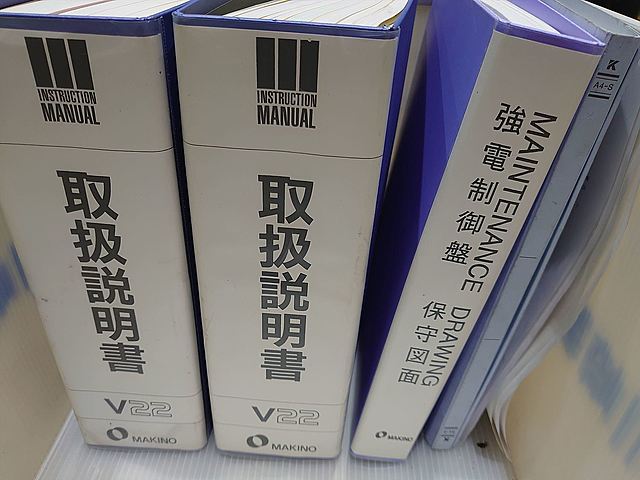 INSTRUCTION
MANUAL
取扱説明書
V22
MAKINO
INSTRUCTION
MANUAL
取扱説明書
V22
MAKINO
MAINTENANCE DRAWING
強電制御盤 保守図面
MAKINO
K
A4-S
K